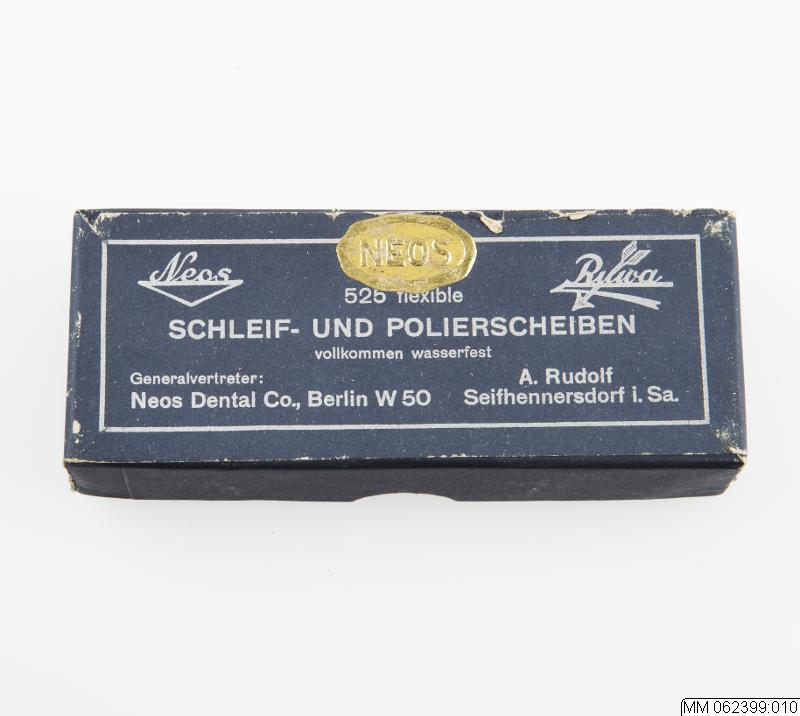 NEOS
Neos
Rulwa
525 flexible
SCHLEIF- UND POLIERSCHEIBEN
vollkommen wasserfest
Generalvertreter:
Neos Dental Co., Berlin W 50
A. Rudolf
Seifhennersdorf i. Sa.
MM 062399:010